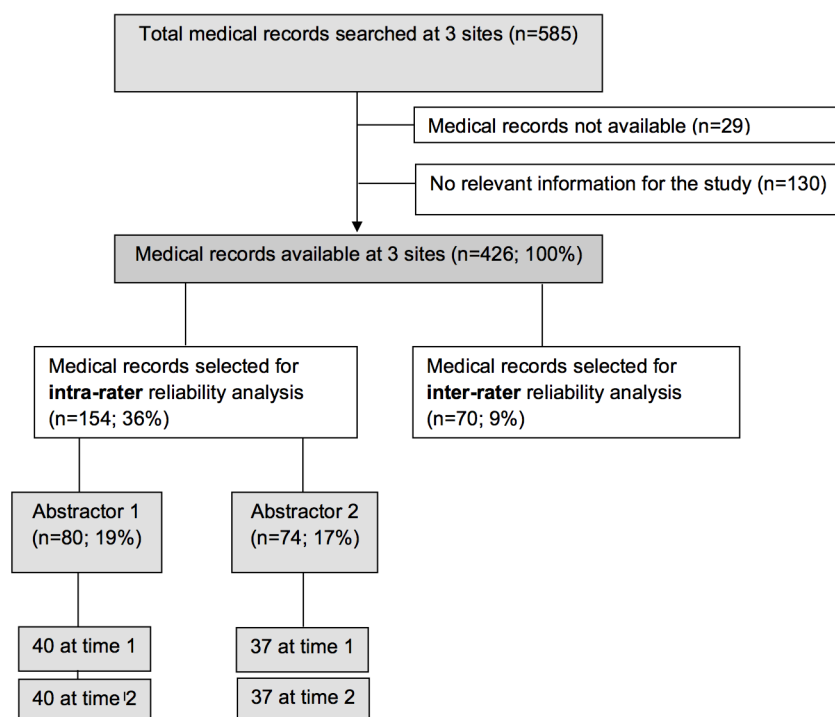 Total medical records searched at 3 sites (n=585)
Medical records not available (n=29)
No relevant information for the study (n=130)
Medical records available at 3 sites (n=426; 100%)
Medical records selected for
intra-rater reliability analysis
(n=154; 36%)
Medical records selected for
inter-rater reliability analysis
(n=70; 9%)
Abstractor 1
(n=80; 19%)
Abstractor 2
(n=74; 17%)
40 at time 1
37 at time 1
40 at time 2
37 at time 2